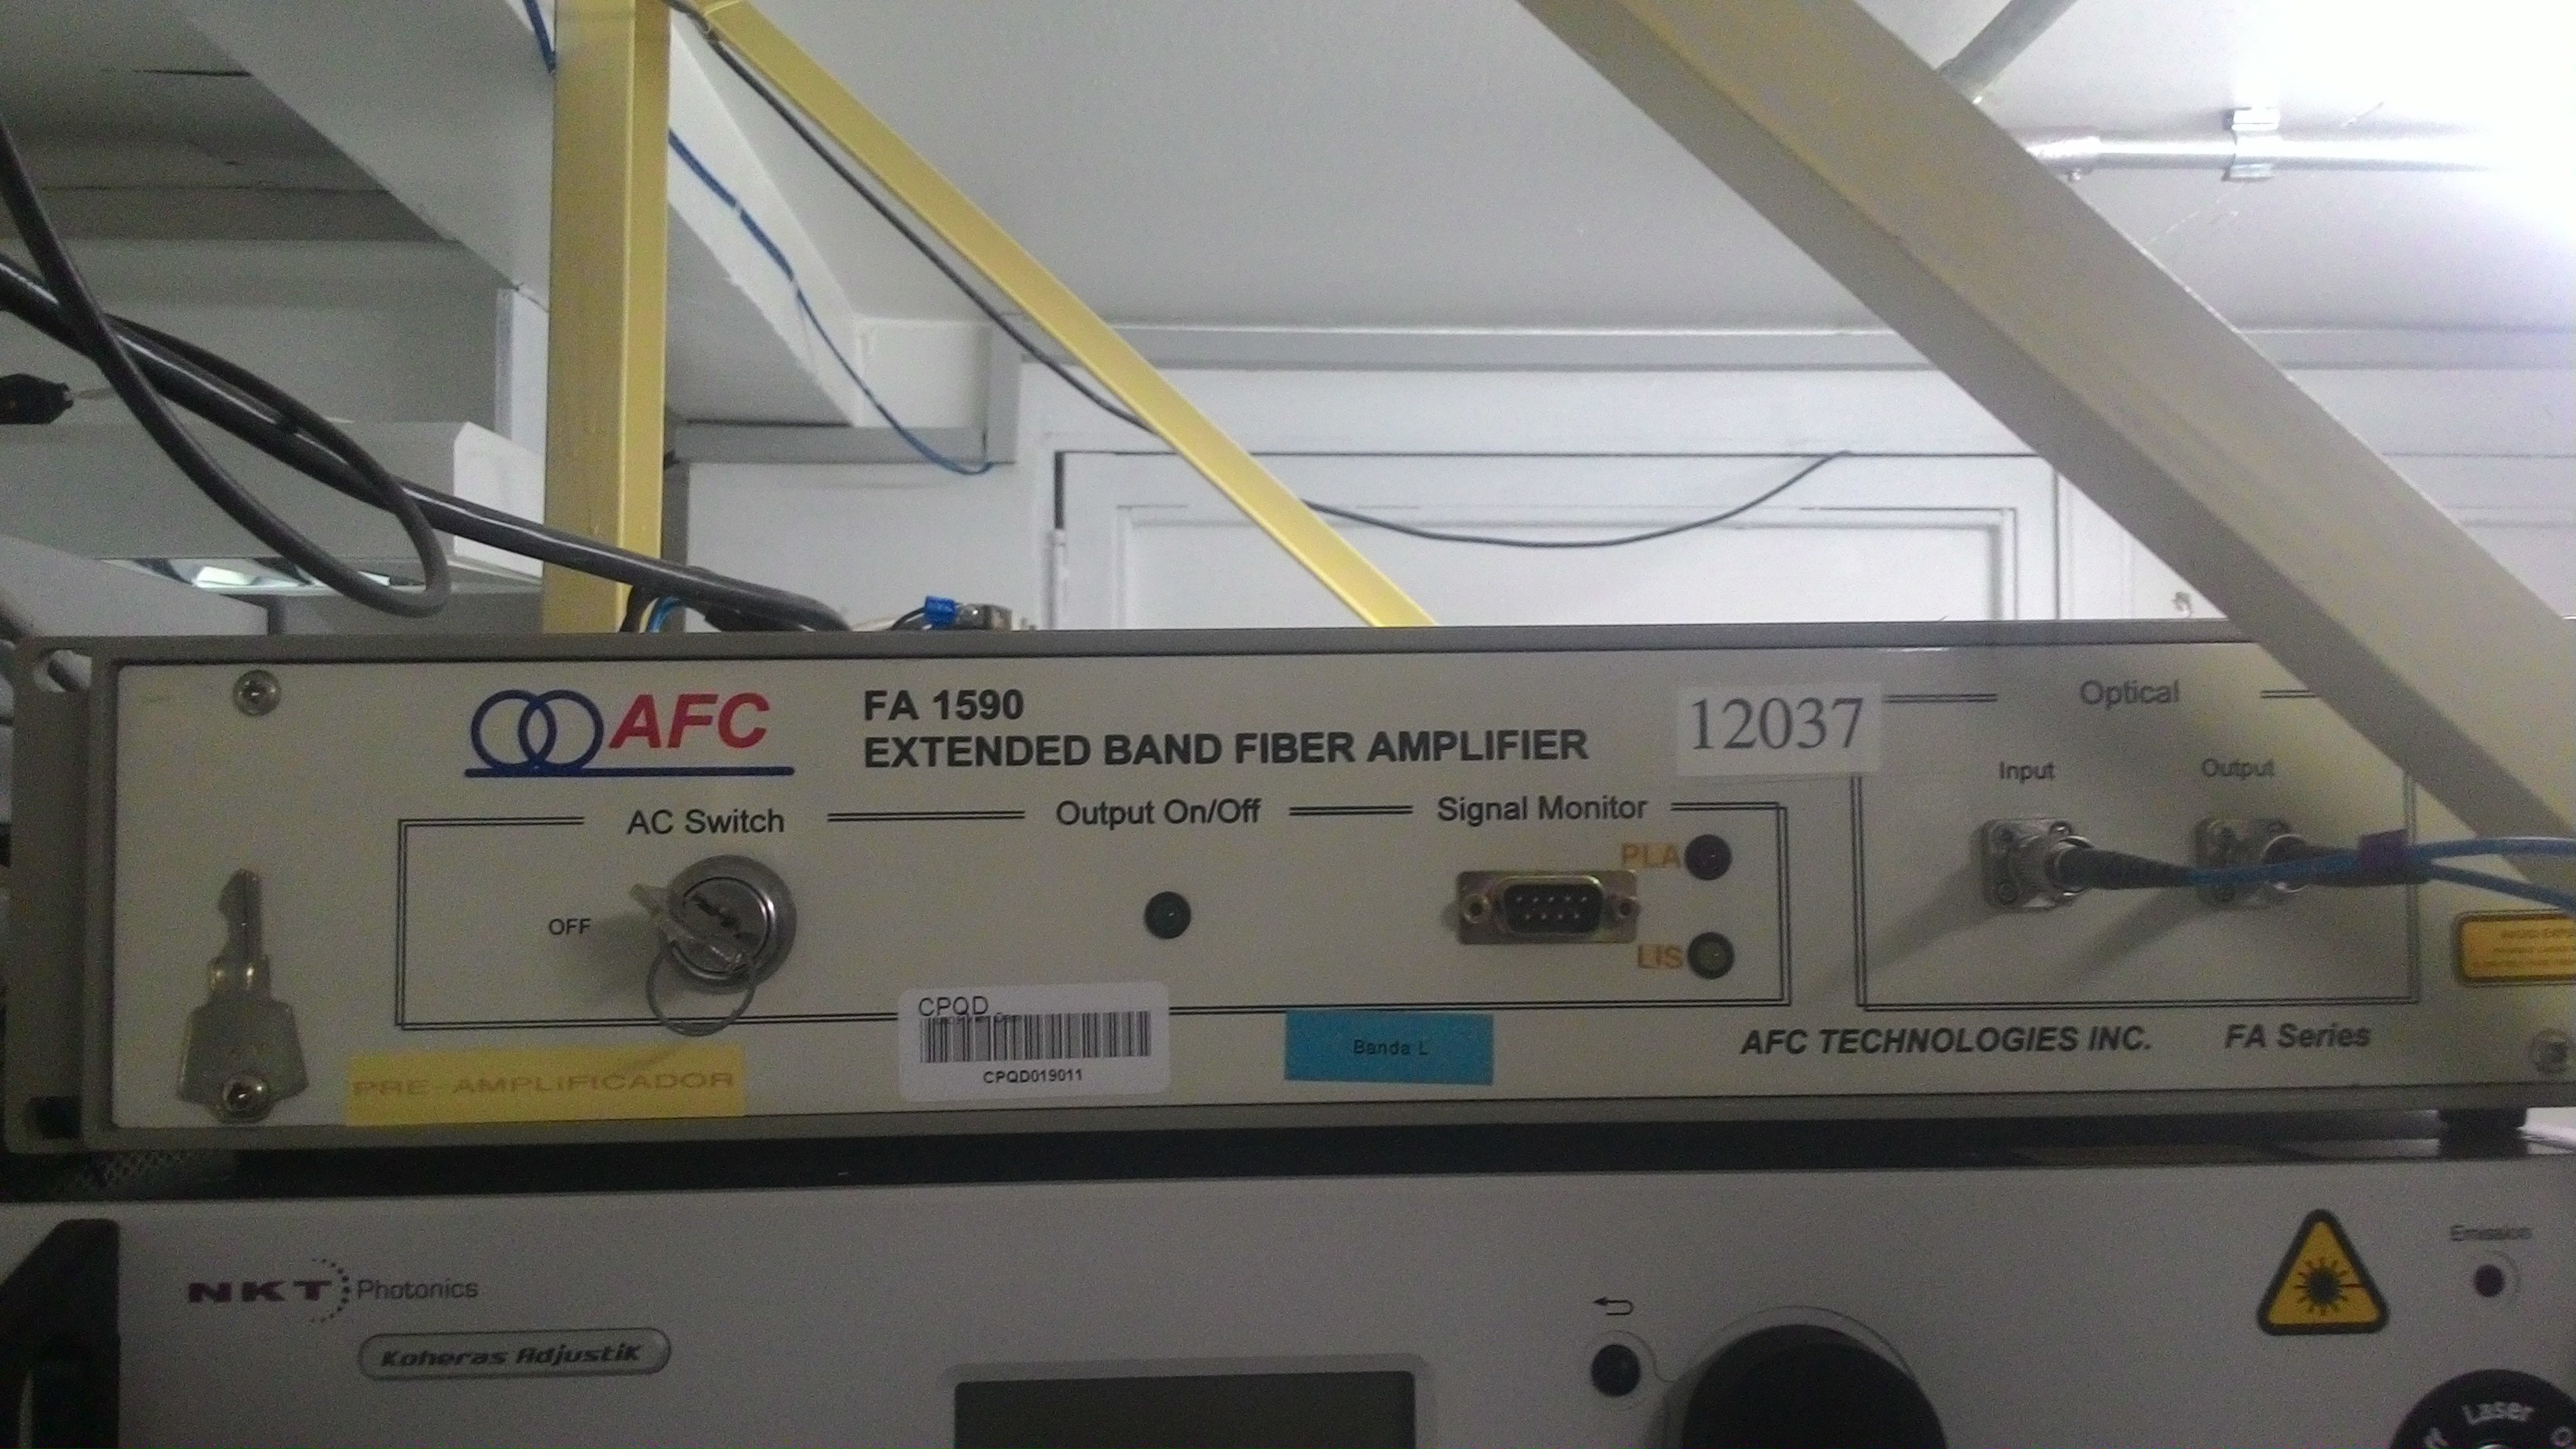 AFC
FA 1590
EXTENDED BAND FIBER AMPLIFIER
12037
Optical
Input
Output
AC Switch
Output On/Off
Signal Monitor
PLA
OFF
LIS
CPQD
CPQD019011
PRE-AMPLIFICADOR
Banda L
AFC TECHNOLOGIES INC.
FA Series
NKT Photonics
Koheras AdjustiK
Emission
Laser